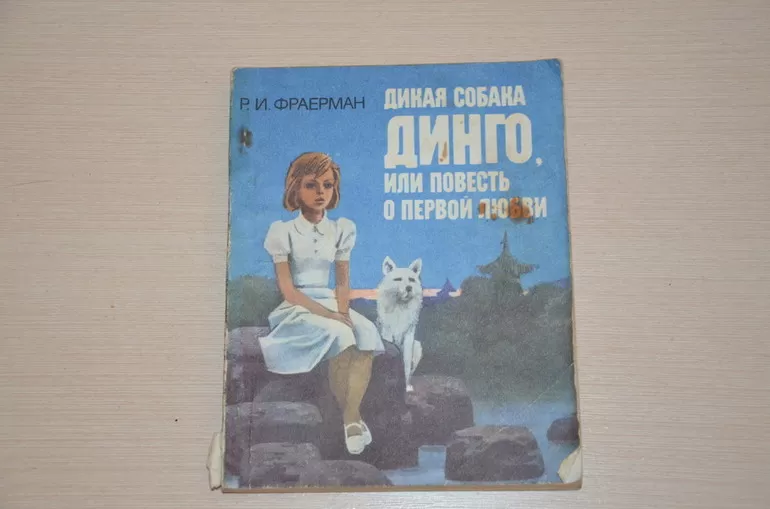 Р. И. ФРАЕРМАН
ДИКАЯ СОБАКА
ДИНГО,
ИЛИ ПОВЕСТЬ
О ПЕРВОЙ ЛЮБВИ